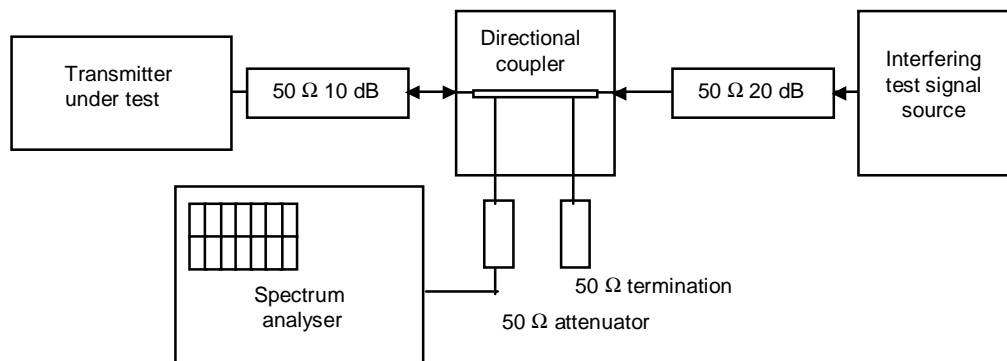 Transmitter
under test
50 Ω 10 dB
Directional
coupler
50 Ω 20 dB
Interfering
test signal
source
Spectrum
analyser
50 Ω termination
50 Ω attenuator